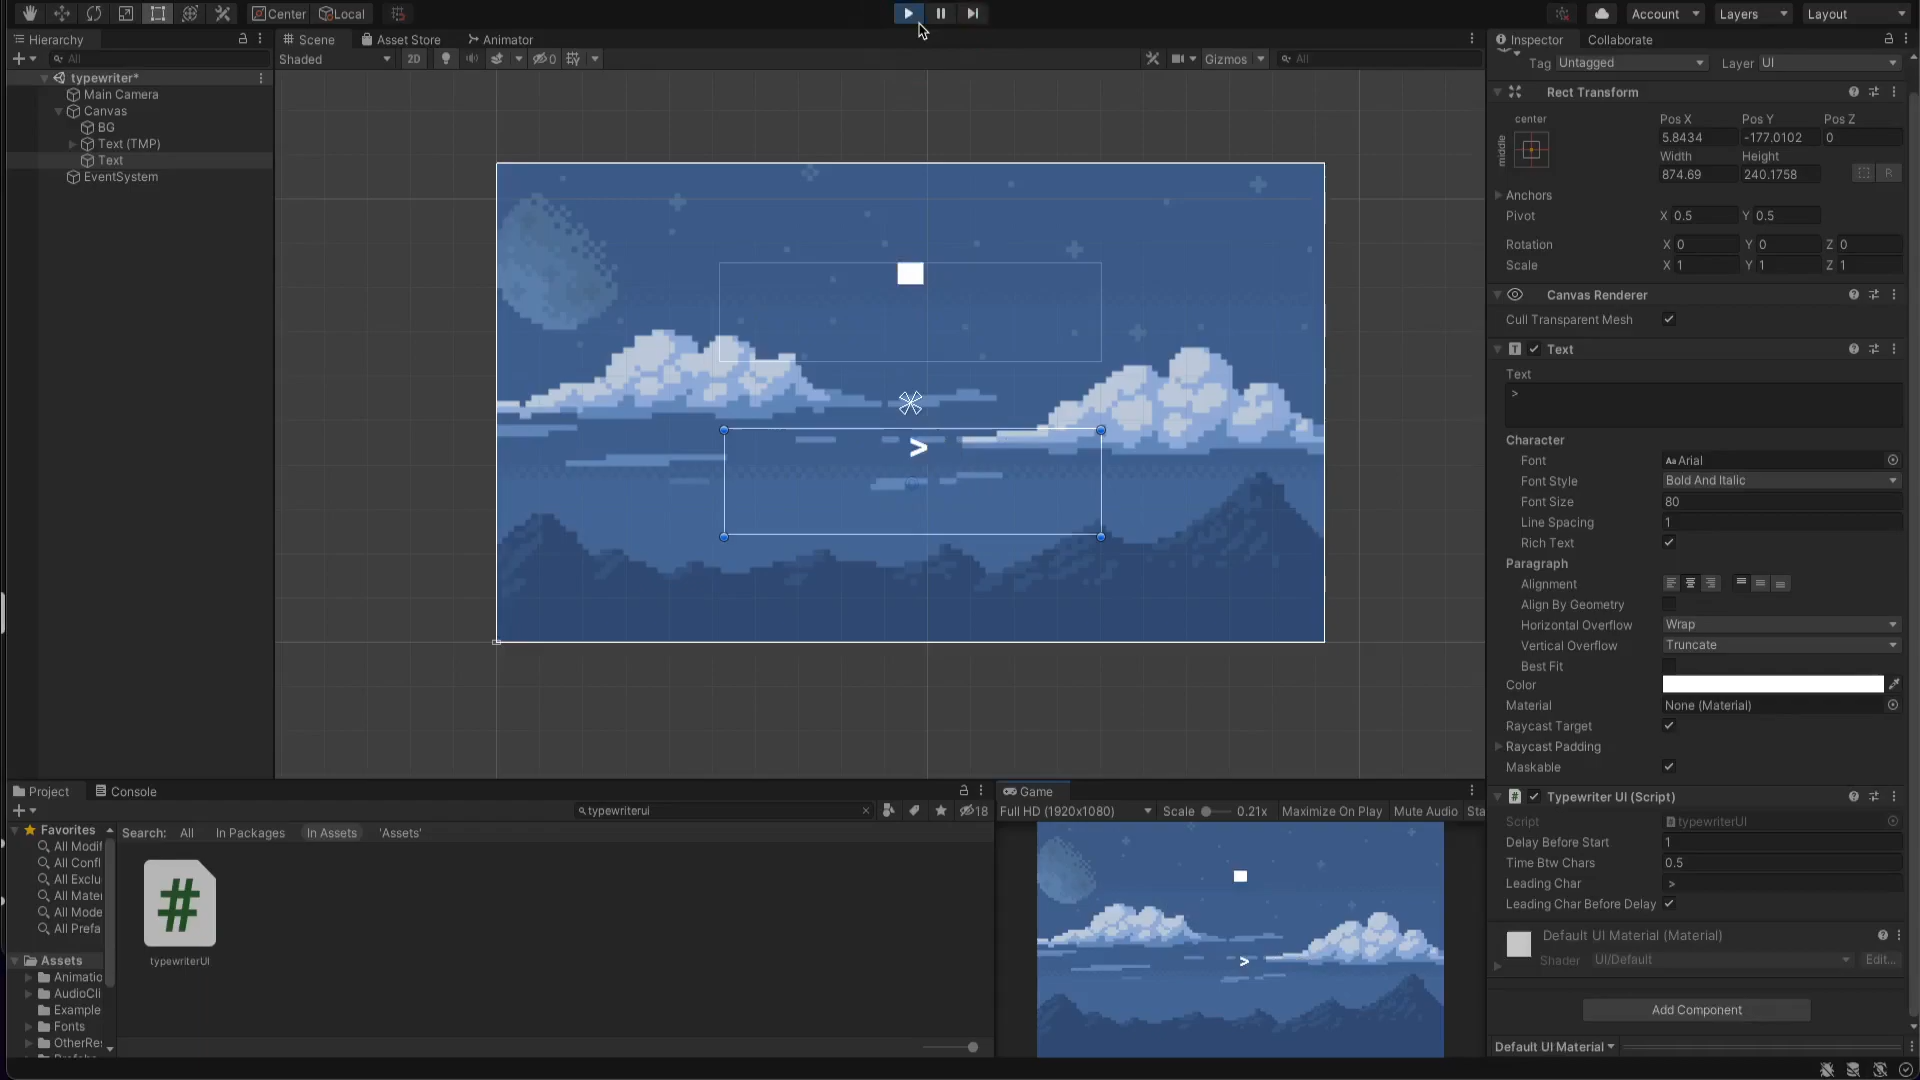 Center Local Account Layers Layout
Hierarchy Scene Asset Store Animator Inspector Collaborate
All Shaded 2D 0 Gizmos All Tag Untagged Layer UI
typewriter*
Main Camera
Canvas
BG
Text (TMP)
Text
EventSystem
>
Rect Transform
center
middle
Pos X Pos Y Pos Z
5.8434 -177.0102 0
Width Height
874.69 240.1758
R
Anchors
Pivot X 0.5 Y 0.5
Rotation X 0 Y 0 Z 0
Scale X 1 Y 1 Z 1
Canvas Renderer
Cull Transparent Mesh
Text
Text
>
Character
Font Aa Arial
Font Style Bold And Italic
Font Size 80
Line Spacing 1
Rich Text
Paragraph
Alignment
Align By Geometry
Horizontal Overflow Wrap
Vertical Overflow Truncate
Best Fit
Color
Material None (Material)
Raycast Target
Raycast Padding
Maskable
# Typewriter UI (Script)
Script typewriterUI
Delay Before Start 1
Time Btw Chars 0.5
Leading Char >
Leading Char Before Delay
Default UI Material (Material)
Shader UI/Default Edit...
Add Component
Default UI Material
Project Console
typewriterui 18
Favorites Search: All In Packages In Assets 'Assets'
All Modif
All Confl
All Exclu
All Mater
All Mode
All Prefa
Assets
Animatic
AudioCli
Example
Fonts
OtherRes
#
typewriterUI
Game
Full HD (1920x1080) Scale 0.21x Maximize On Play Mute Audio Sta
>